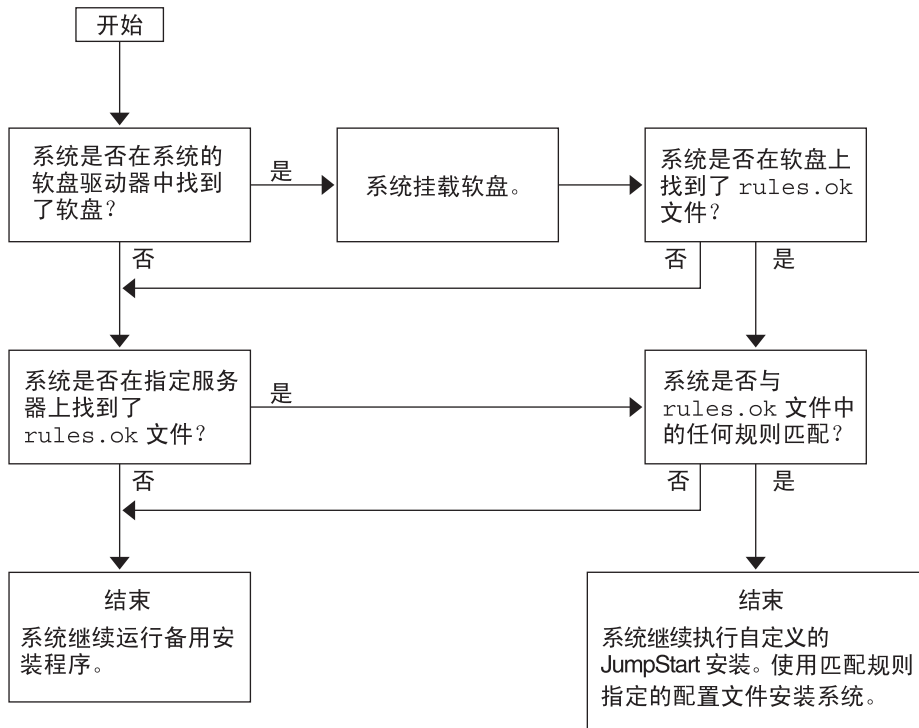 开始
系统是否在系统的
软盘驱动器中找到
了软盘？
是
系统挂载软盘。
系统是否在软盘上
找到了 rules.ok
文件？
否
否
是
系统是否在指定服务
器上找到了
rules.ok 文件？
是
系统是否与
rules.ok 文件中
的任何规则匹配？
否
否
是
结束
系统继续运行备用安
装程序。
结束
系统继续执行自定义的
JumpStart 安装。使用匹配规则
指定的配置文件安装系统。